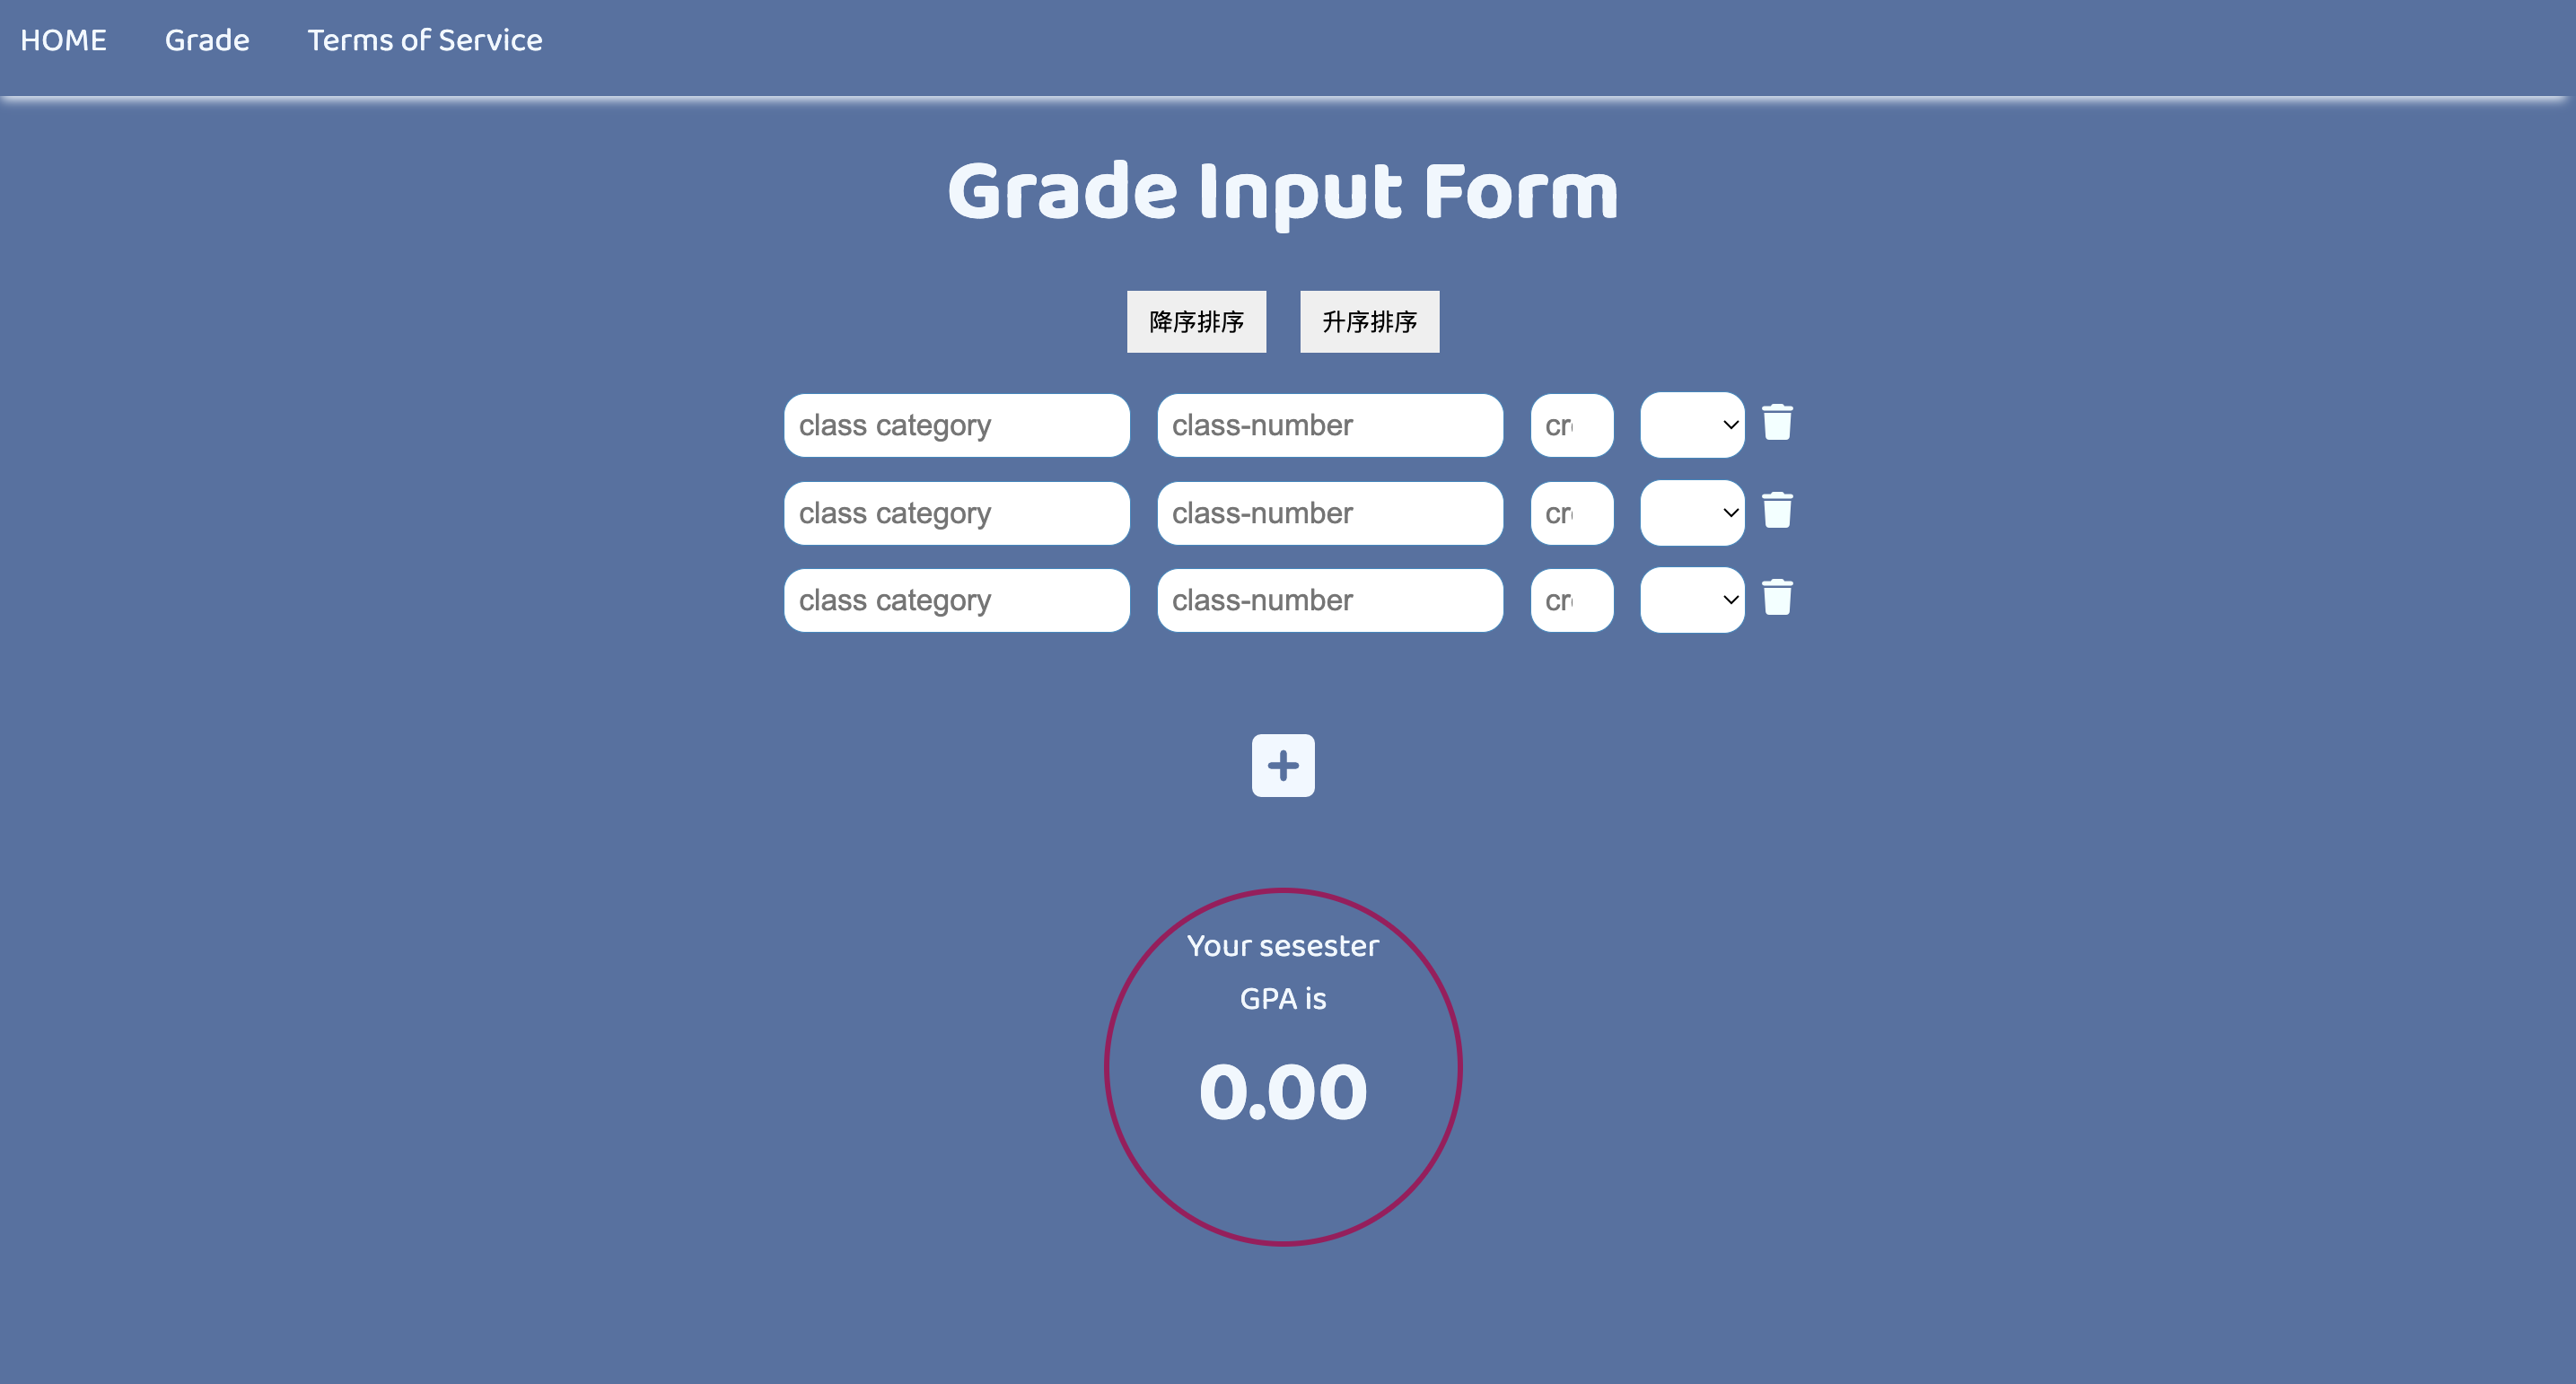 HOME Grade Terms of Service
Grade Input Form
降序排序 升序排序
class category class-number cr
class category class-number cr
class category class-number cr
Your sesester
GPA is
0.00